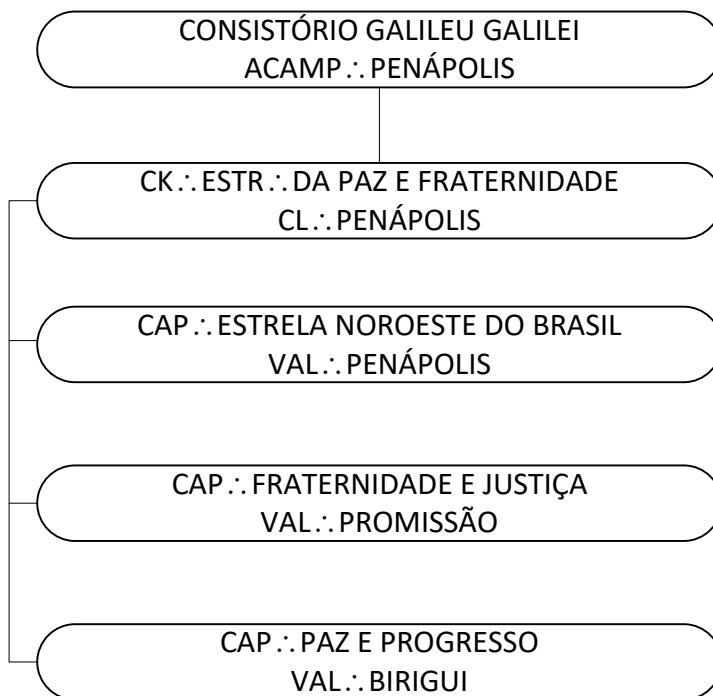 CONSISTÓRIO GALILEU GALILEI
ACAMP∴PENÁPOLIS
CK∴ESTR∴DA PAZ E FRATERNIDADE
CL∴PENÁPOLIS
CAP∴ESTRELA NOROESTE DO BRASIL
VAL∴PENÁPOLIS
CAP∴FRATERNIDADE E JUSTIÇA
VAL∴PROMISSÃO
CAP∴PAZ E PROGRESSO
VAL∴BIRIGUI